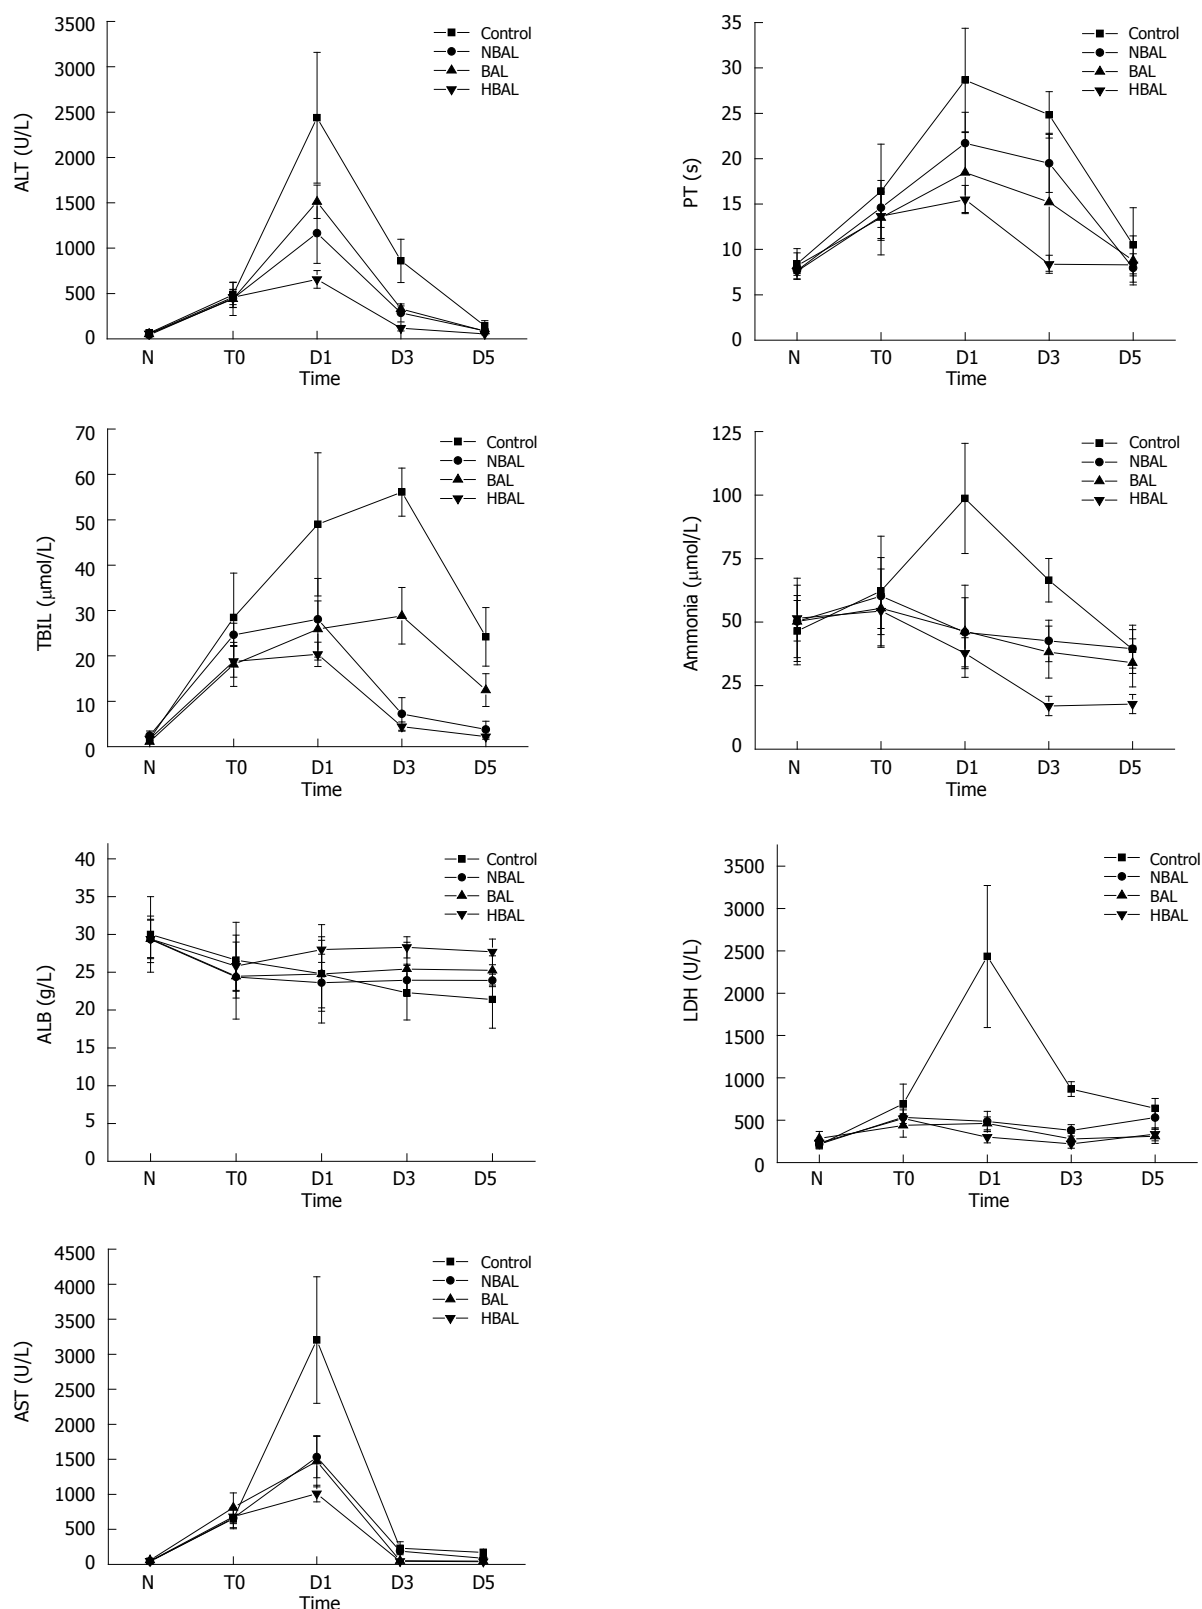 3500
3000
2500
2000
1500
1000
500
0
ALT (U/L)
N T0 D1 D3 D5
Time
Control
NBAL
BAL
HBAL
35
30
25
20
15
10
5
0
PT (s)
N T0 D1 D3 D5
Time
Control
NBAL
BAL
HBAL
70
60
50
40
30
20
10
0
TBIL (μmol/L)
N T0 D1 D3 D5
Time
Control
NBAL
BAL
HBAL
125
100
75
50
25
0
Ammonia (μmol/L)
N T0 D1 D3 D5
Time
Control
NBAL
BAL
HBAL
40
35
30
25
20
15
10
5
0
ALB (g/L)
N T0 D1 D3 D5
Time
Control
NBAL
BAL
HBAL
3500
3000
2500
2000
1500
1000
500
0
LDH (U/L)
N T0 D1 D3 D5
Time
Control
NBAL
BAL
HBAL
4500
4000
3500
3000
2500
2000
1500
1000
500
0
AST (U/L)
N T0 D1 D3 D5
Time
Control
NBAL
BAL
HBAL